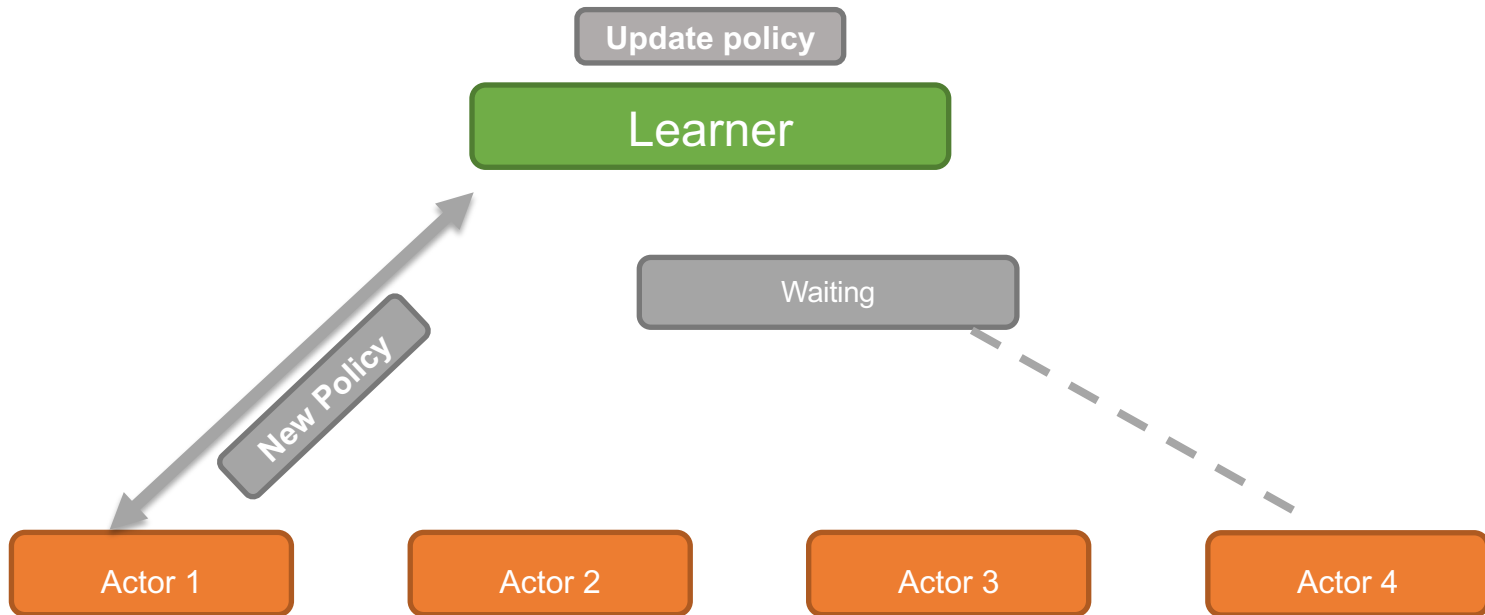 Update policy
Learner
Waiting
New Policy
Actor 1
Actor 2
Actor 3
Actor 4